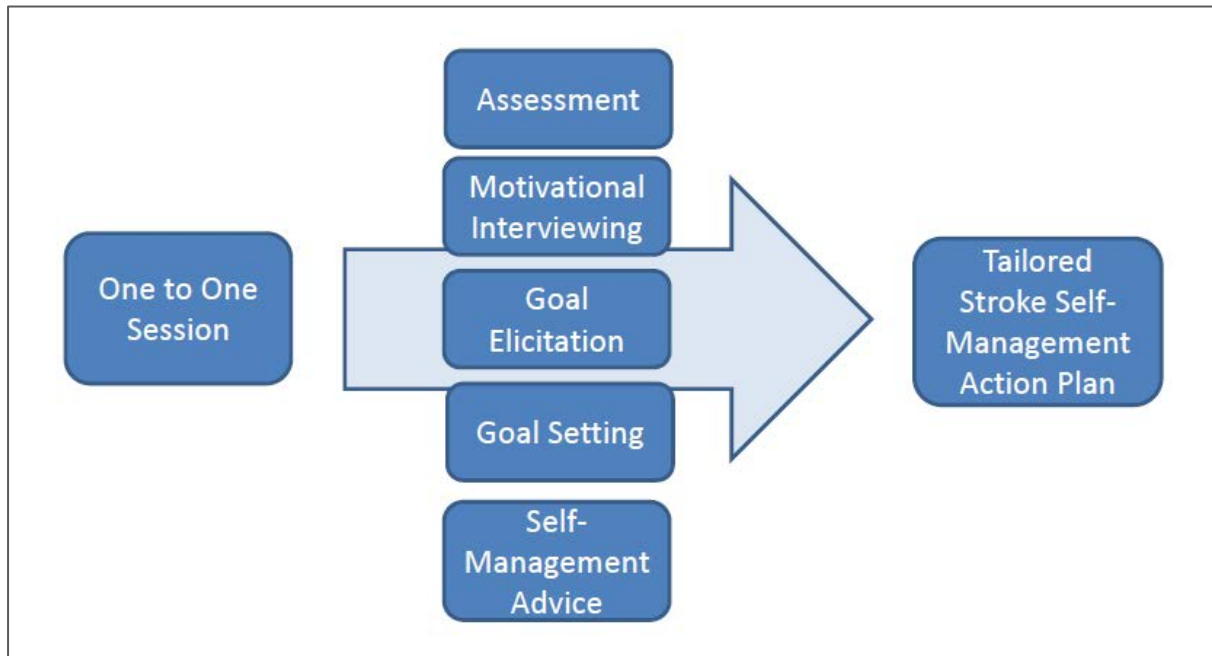 One to One
Session
Assessment
Motivational
Interviewing
Goal
Elicitation
Goal Setting
Self-
Management
Advice
Tailored
Stroke Self-
Management
Action Plan